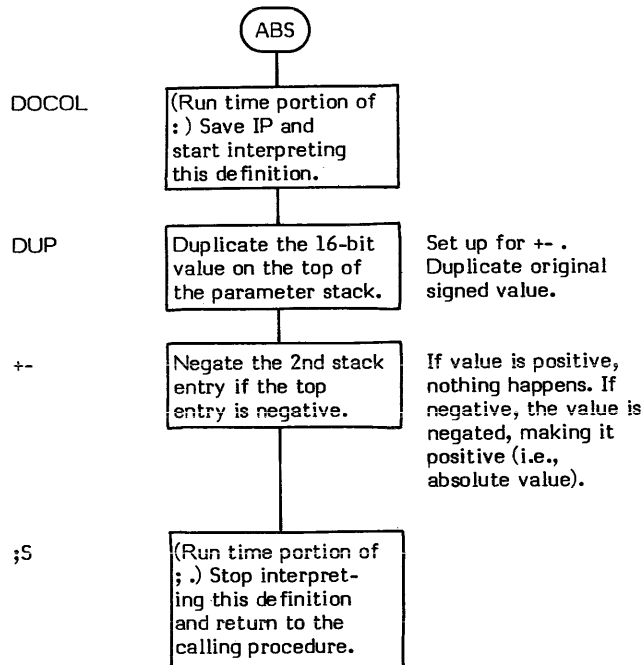 ABS
DOCOL
(Run time portion of
: ) Save IP and
start interpreting
this definition.
DUP
Duplicate the 16-bit
value on the top of
the parameter stack.
Set up for +- .
Duplicate original
signed value.
+-
Negate the 2nd stack
entry if the top
entry is negative.
If value is positive,
nothing happens. If
negative, the value is
negated, making it
positive (i.e.,
absolute value).
;S
(Run time portion of
; .) Stop interpret-
ing this definition
and return to the
calling procedure.